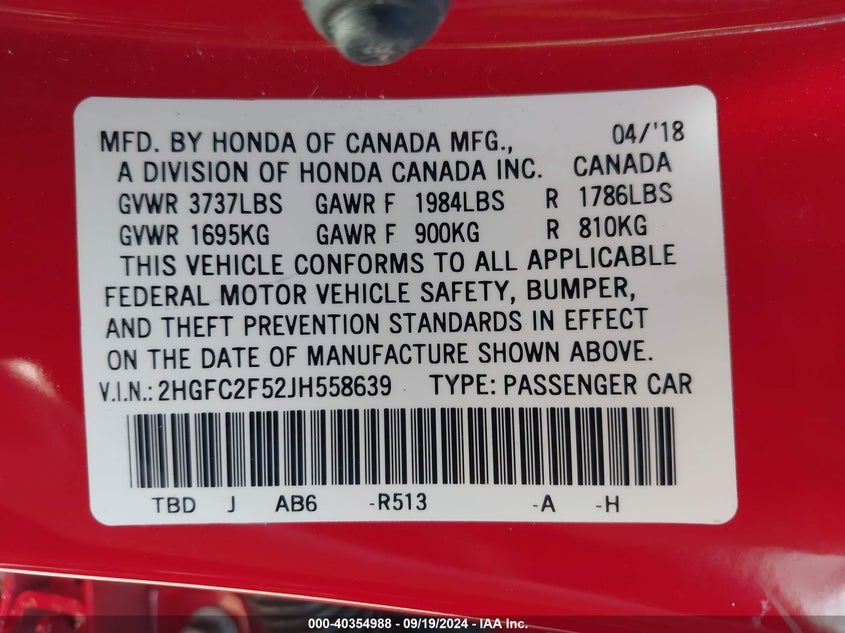 MFD. BY HONDA OF CANADA MFG., 04/'18
A DIVISION OF HONDA CANADA INC. CANADA
GVWR 3737LBS GAWR F 1984LBS R 1786LBS
GVWR 1695KG GAWR F 900KG R 810KG
THIS VEHICLE CONFORMS TO ALL APPLICABLE
FEDERAL MOTOR VEHICLE SAFETY, BUMPER,
AND THEFT PREVENTION STANDARDS IN EFFECT
ON THE DATE OF MANUFACTURE SHOWN ABOVE.
V.I.N.: 2HGFC2F52JH558639 TYPE: PASSENGER CAR
TBD J AB6 -R513 -A -H
000-40354988 - 09/19/2024 - IAA Inc.